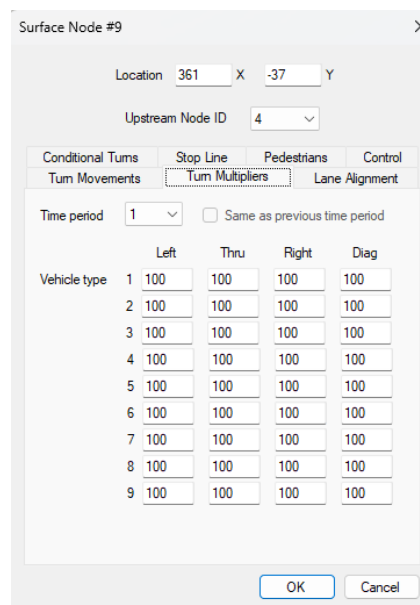 Surface Node #9
Location 361 X -37 Y
Upstream Node ID 4
Conditional Turns Stop Line Pedestrians Control
Turn Movements Turn Multipliers Lane Alignment
Time period 1 Same as previous time period
Left Thru Right Diag
Vehicle type 1 100 100 100 100
2 100 100 100 100
3 100 100 100 100
4 100 100 100 100
5 100 100 100 100
6 100 100 100 100
7 100 100 100 100
8 100 100 100 100
9 100 100 100 100
OK Cancel